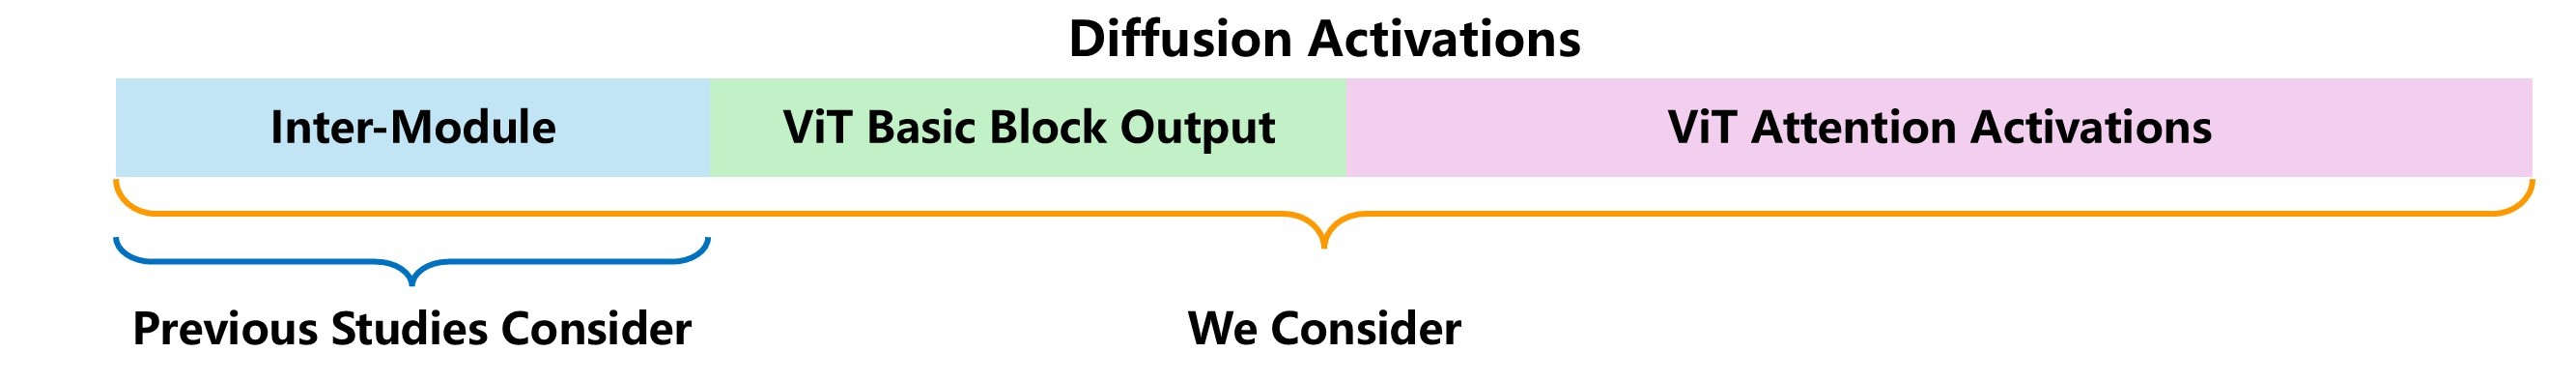 Diffusion Activations
Inter-Module
ViT Basic Block Output
ViT Attention Activations
Previous Studies Consider
We Consider